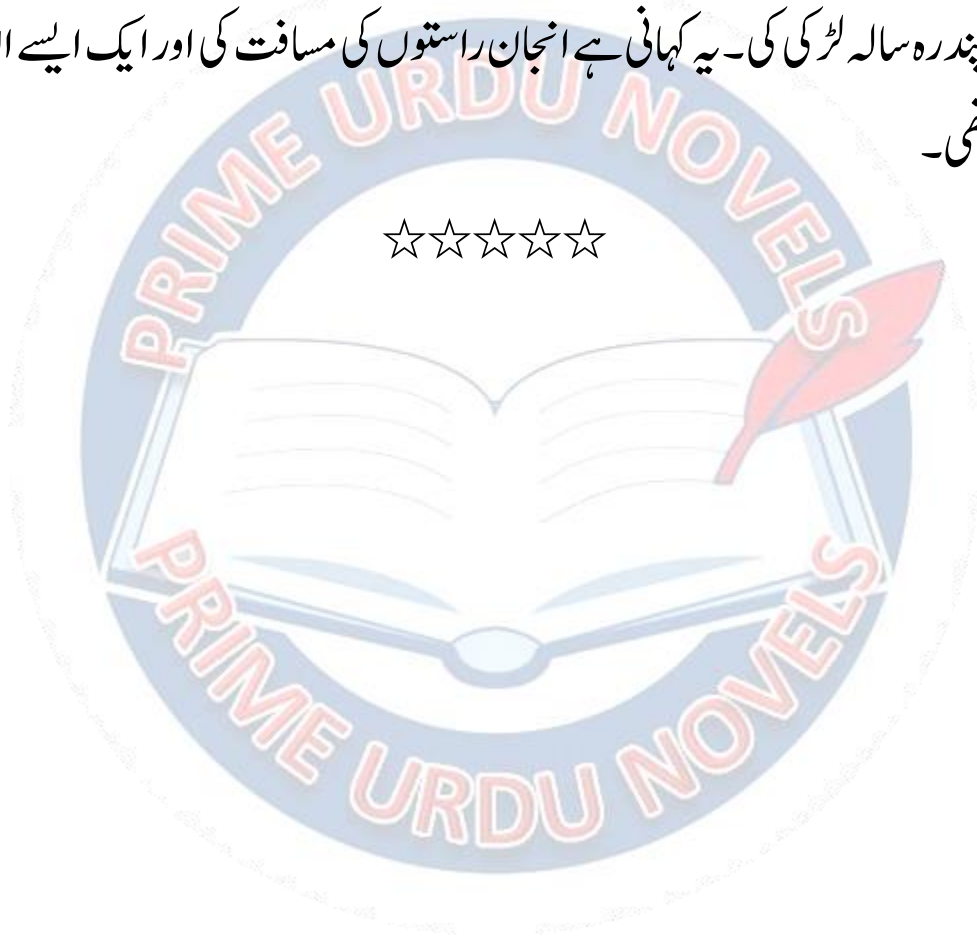 پندرہ سالہ لڑکی کی۔ یہ کہانی ہے انجان راستوں کی مسافت کی اور ایک ایسے
تھی۔
☆☆☆☆☆
PRIME URDU NOVELS
PRIME URDU NOVELS